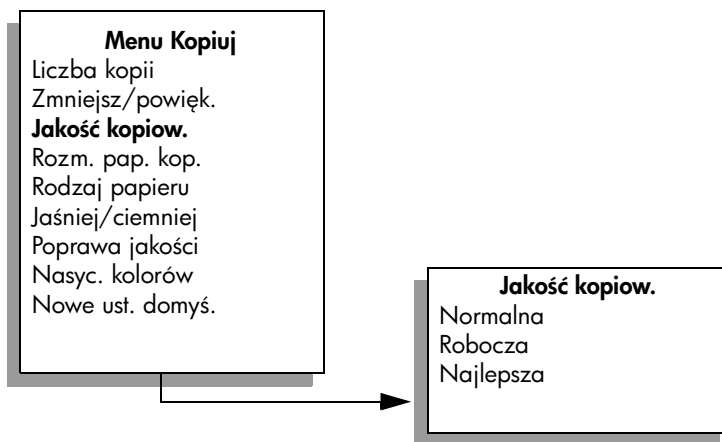 Menu Kopiuj
Liczba kopii
Zmniejsz/powięk.
Jakość kopiow.
Rozm. pap. kop.
Rodzaj papieru
Jaśniej/ciemniej
Poprawa jakości
Nasyc. kolorów
Nowe ust. domyś.
Jakość kopiow.
Normalna
Robocza
Najlepsza